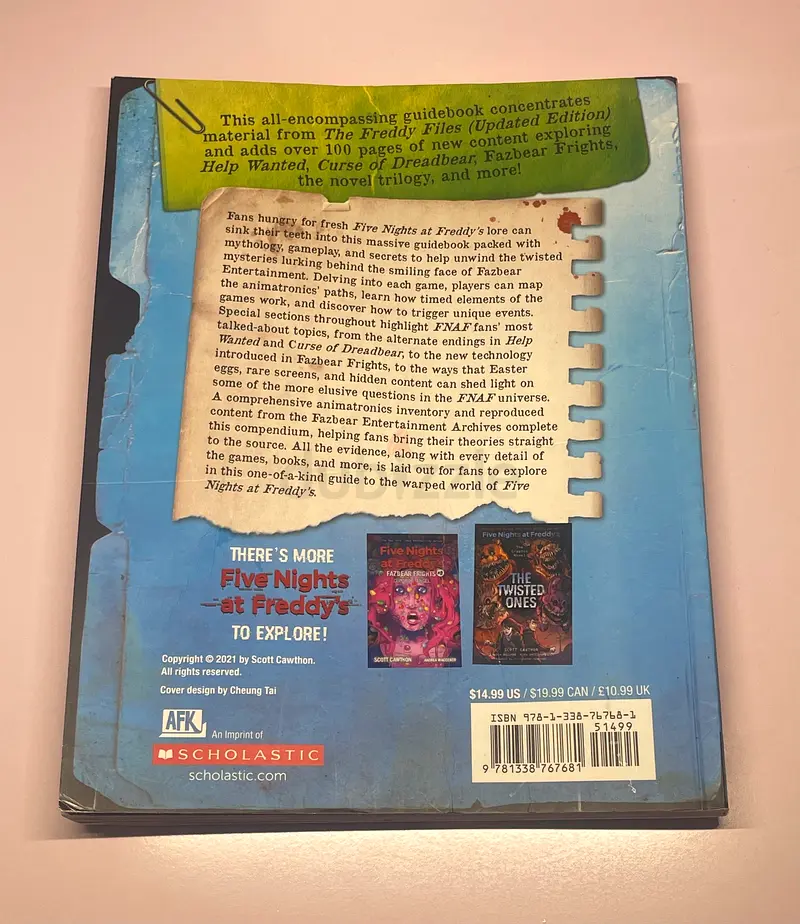 This all-encompassing guidebook concentrates
material from The Freddy Files (Updated Edition)
and adds over 100 pages of new content exploring
Help Wanted, Curse of Dreadbear, Fazbear Frights,
the novel trilogy, and more!
Fans hungry for fresh Five Nights at Freddy's lore can
sink their teeth into this massive guidebook packed with
mythology, gameplay, and secrets to help unwind the twisted
mysteries lurking behind the smiling face of Fazbear
Entertainment. Delving into each game, players can map
the animatronics' paths, learn how timed elements of the
games work, and discover how to trigger unique events.
Special sections throughout highlight FNAF fans' most
talked-about topics, from the alternate endings in Help
Wanted and Curse of Dreadbear, to the new technology
introduced in Fazbear Frights, to the ways that Easter
eggs, rare screens, and hidden content can shed light on
some of the more elusive questions in the FNAF universe.
A comprehensive animatronics inventory and reproduced
content from the Fazbear Entertainment Archives complete
this compendium, helping fans bring their theories straight
to the source. All the evidence, along with every detail of
the games, books, and more, is laid out for fans to explore
in this one-of-a-kind guide to the warped world of Five
Nights at Freddy's.
THERE'S MORE
Five Nights
at Freddy's
TO EXPLORE!
Five Nights
at Freddy's
FAZBEAR FRIGHTS
SCOTT CAWTHON
Five Nights at Freddy's
THE
TWISTED
ONES
SCOTT CAWTHON
Copyright © 2021 by Scott Cawthon.
All rights reserved.
Cover design by Cheung Tai
AFK
An Imprint of
SCHOLASTIC
scholastic.com
$14.99 US / $19.99 CAN / £10.99 UK
ISBN 978-1-338-76768-1
51499
9 781338 767681